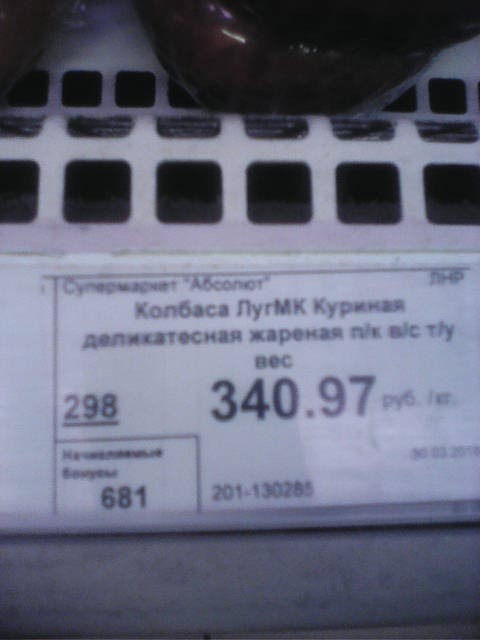 Супермаркет "Абсолют" ЛНР
Колбаса ЛугМК Куриная
деликатесная жареная п/к в/с т/у
вес
298 340.97 руб. /кг.
Начисляемые
бонусы
681 201-130285